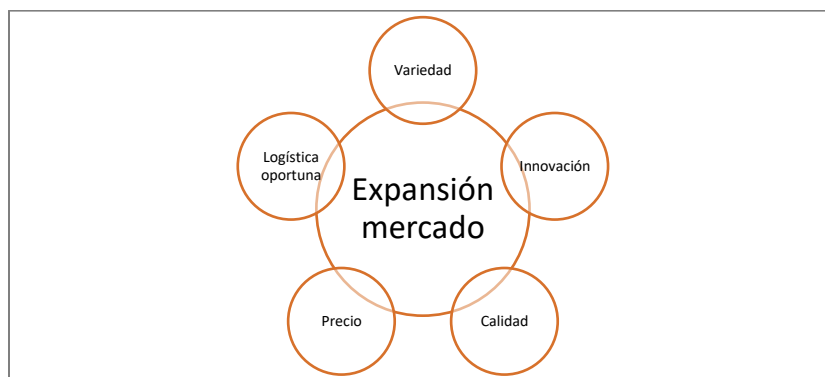 Variedad
Logística
oportuna
Innovación
Expansión
mercado
Precio
Calidad